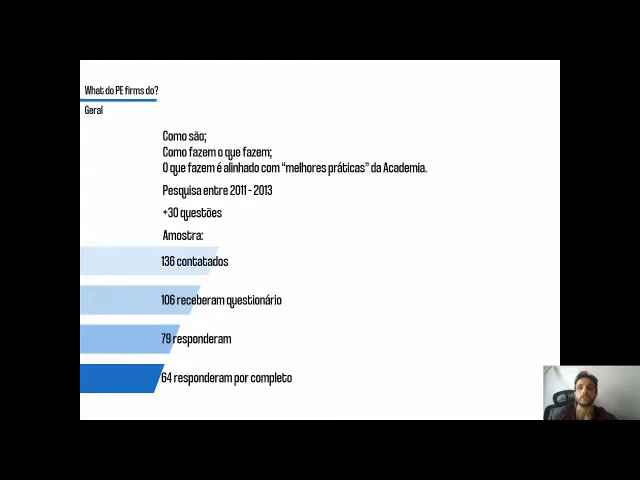 What do PE firms do?
Geral
Como são;
Como fazem o que fazem;
O que fazem é alinhado com “melhores práticas” da Academia.
Pesquisa entre 2011 - 2013
+30 questões
Amostra:
136 contatados
106 receberam questionário
79 responderam
64 responderam por completo